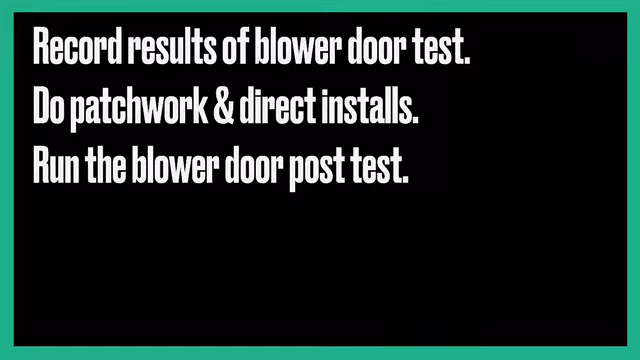 Record results of blower door test.
Do patchwork & direct installs.
Run the blower door post test.